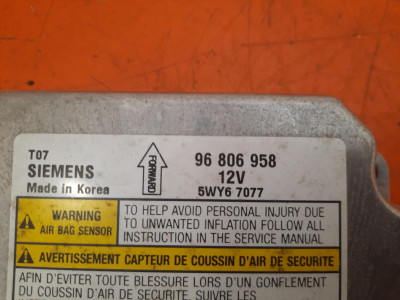 T07
SIEMENS
Made in Korea
FORWARD
96 806 958
12V
5WY6 7077
WARNING
AIR BAG SENSOR
TO HELP AVOID PERSONAL INJURY DUE
TO UNWANTED INFLATION FOLLOW ALL
INSTRUCTION IN THE SERVICE MANUAL
AVERTISSEMENT CAPTEUR DE COUSSIN D'AIR DE SECURITE
AFIN D'EVITER TOUTE BLESSURE LORS D'UN GONFLEMENT
DU COUSSIN D'AIR DE SECURITE, SUIVRE LES